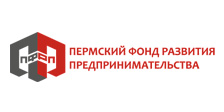 ПФРП
ПЕРМСКИЙ ФОНД РАЗВИТИЯ
ПРЕДПРИНИМАТЕЛЬСТВА